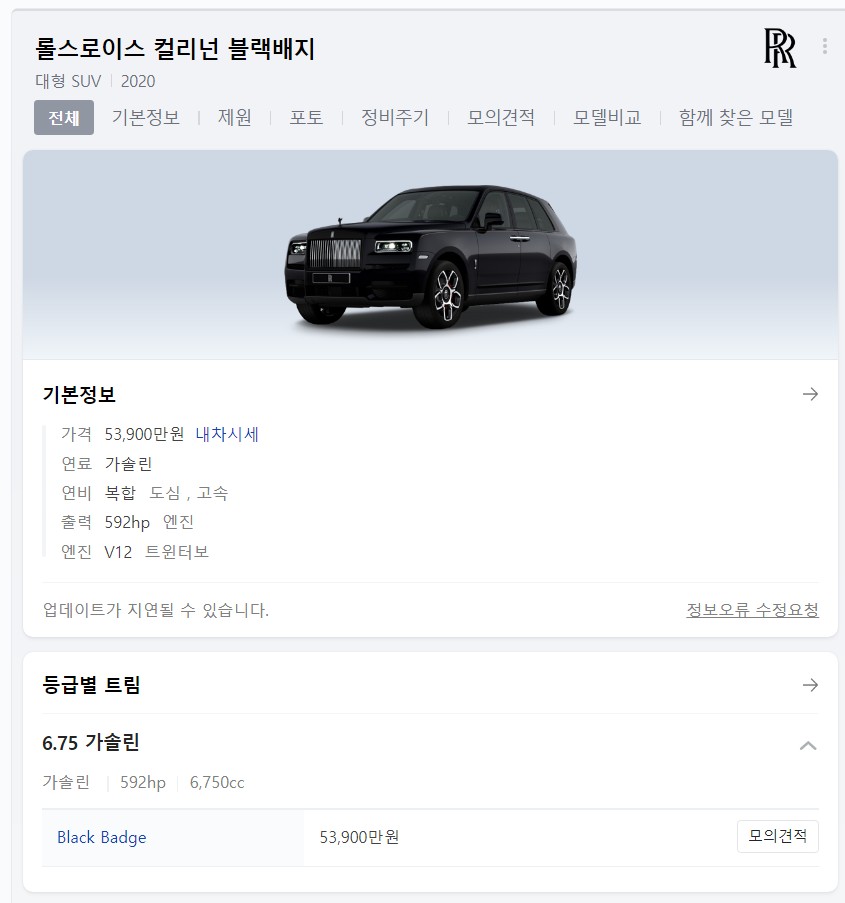 롤스로이스 컬리넌 블랙배지
대형 SUV 2020
전체 기본정보 제원 포토 정비주기 모의견적 모델비교 함께 찾은 모델
기본정보
가격 53,900만원 내차시세
연료 가솔린
연비 복합 도심 , 고속
출력 592hp 엔진
엔진 V12 트윈터보
업데이트가 지연될 수 있습니다. 정보오류 수정요청
등급별 트림
6.75 가솔린
가솔린 592hp 6,750cc
Black Badge 53,900만원 모의견적